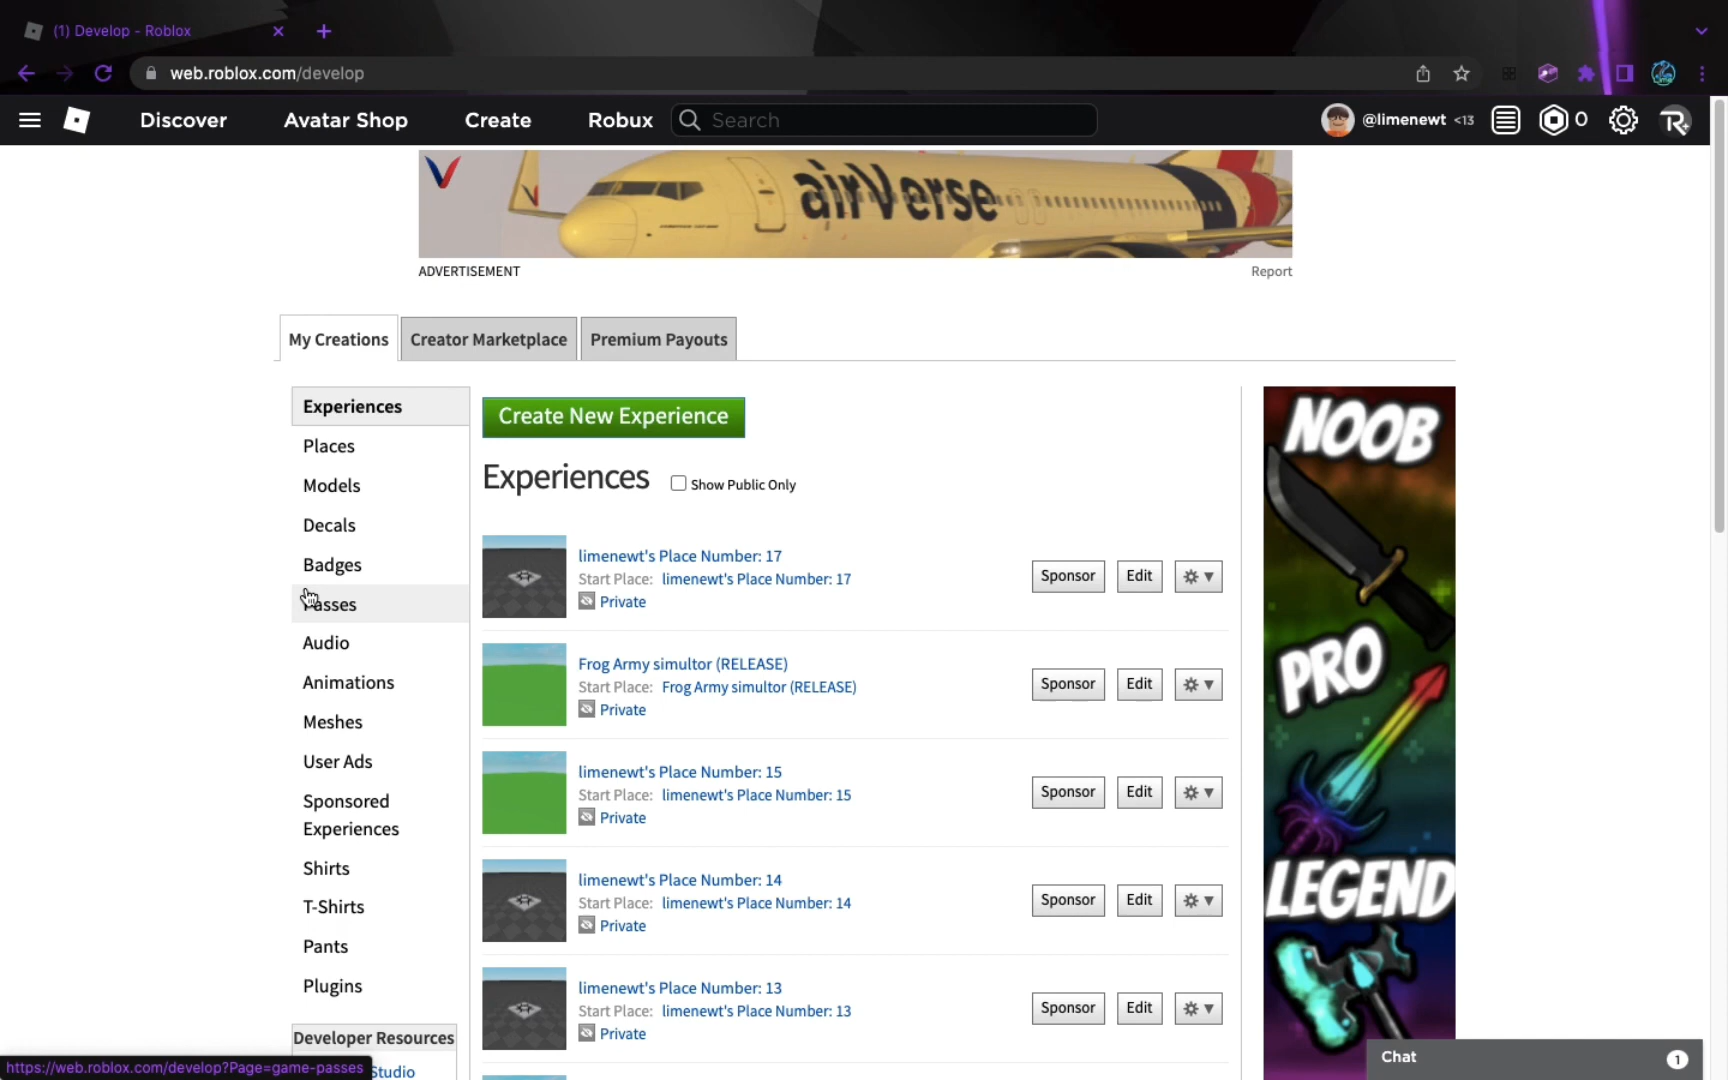 (1) Develop - Roblox
web.roblox.com/develop
Discover
Avatar Shop
Create
Robux
Search
@limenewt <13
0
airVerse
ADVERTISEMENT
Report
My Creations
Creator Marketplace
Premium Payouts
Experiences
Places
Models
Decals
Badges
Passes
Audio
Animations
Meshes
User Ads
Sponsored
Experiences
Shirts
T-Shirts
Pants
Plugins
Developer Resources
Studio
https://web.roblox.com/develop?Page=game-passes
Create New Experience
Experiences
Show Public Only
limenewt's Place Number: 17
Start Place: limenewt's Place Number: 17
Private
Sponsor
Edit
Frog Army simultor (RELEASE)
Start Place: Frog Army simultor (RELEASE)
Private
Sponsor
Edit
limenewt's Place Number: 15
Start Place: limenewt's Place Number: 15
Private
Sponsor
Edit
limenewt's Place Number: 14
Start Place: limenewt's Place Number: 14
Private
Sponsor
Edit
limenewt's Place Number: 13
Start Place: limenewt's Place Number: 13
Private
Sponsor
Edit
NOOB
PRO
LEGEND
Chat
1